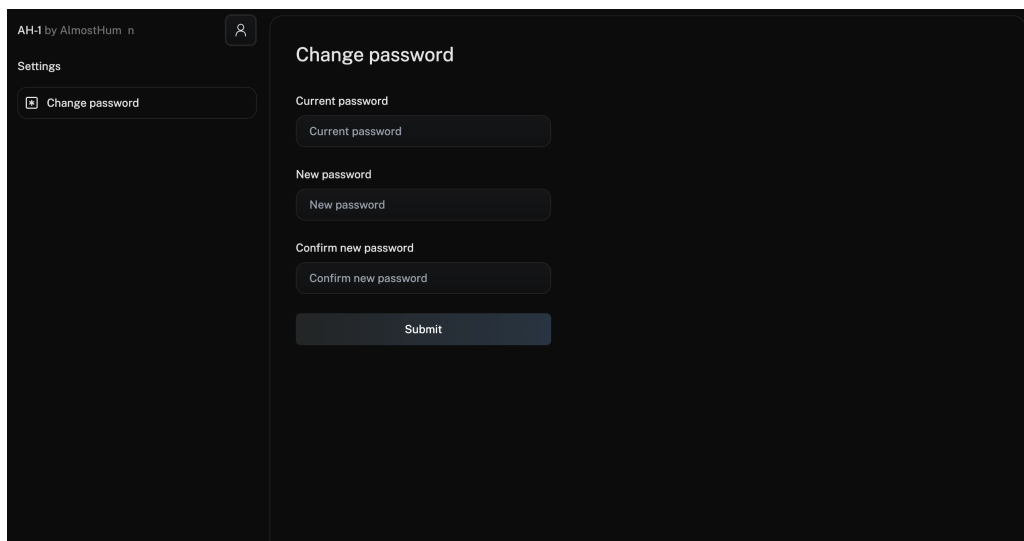 AH-1 by AlmostHum n
Settings
Change password
Change password
Current password
Current password
New password
New password
Confirm new password
Confirm new password
Submit